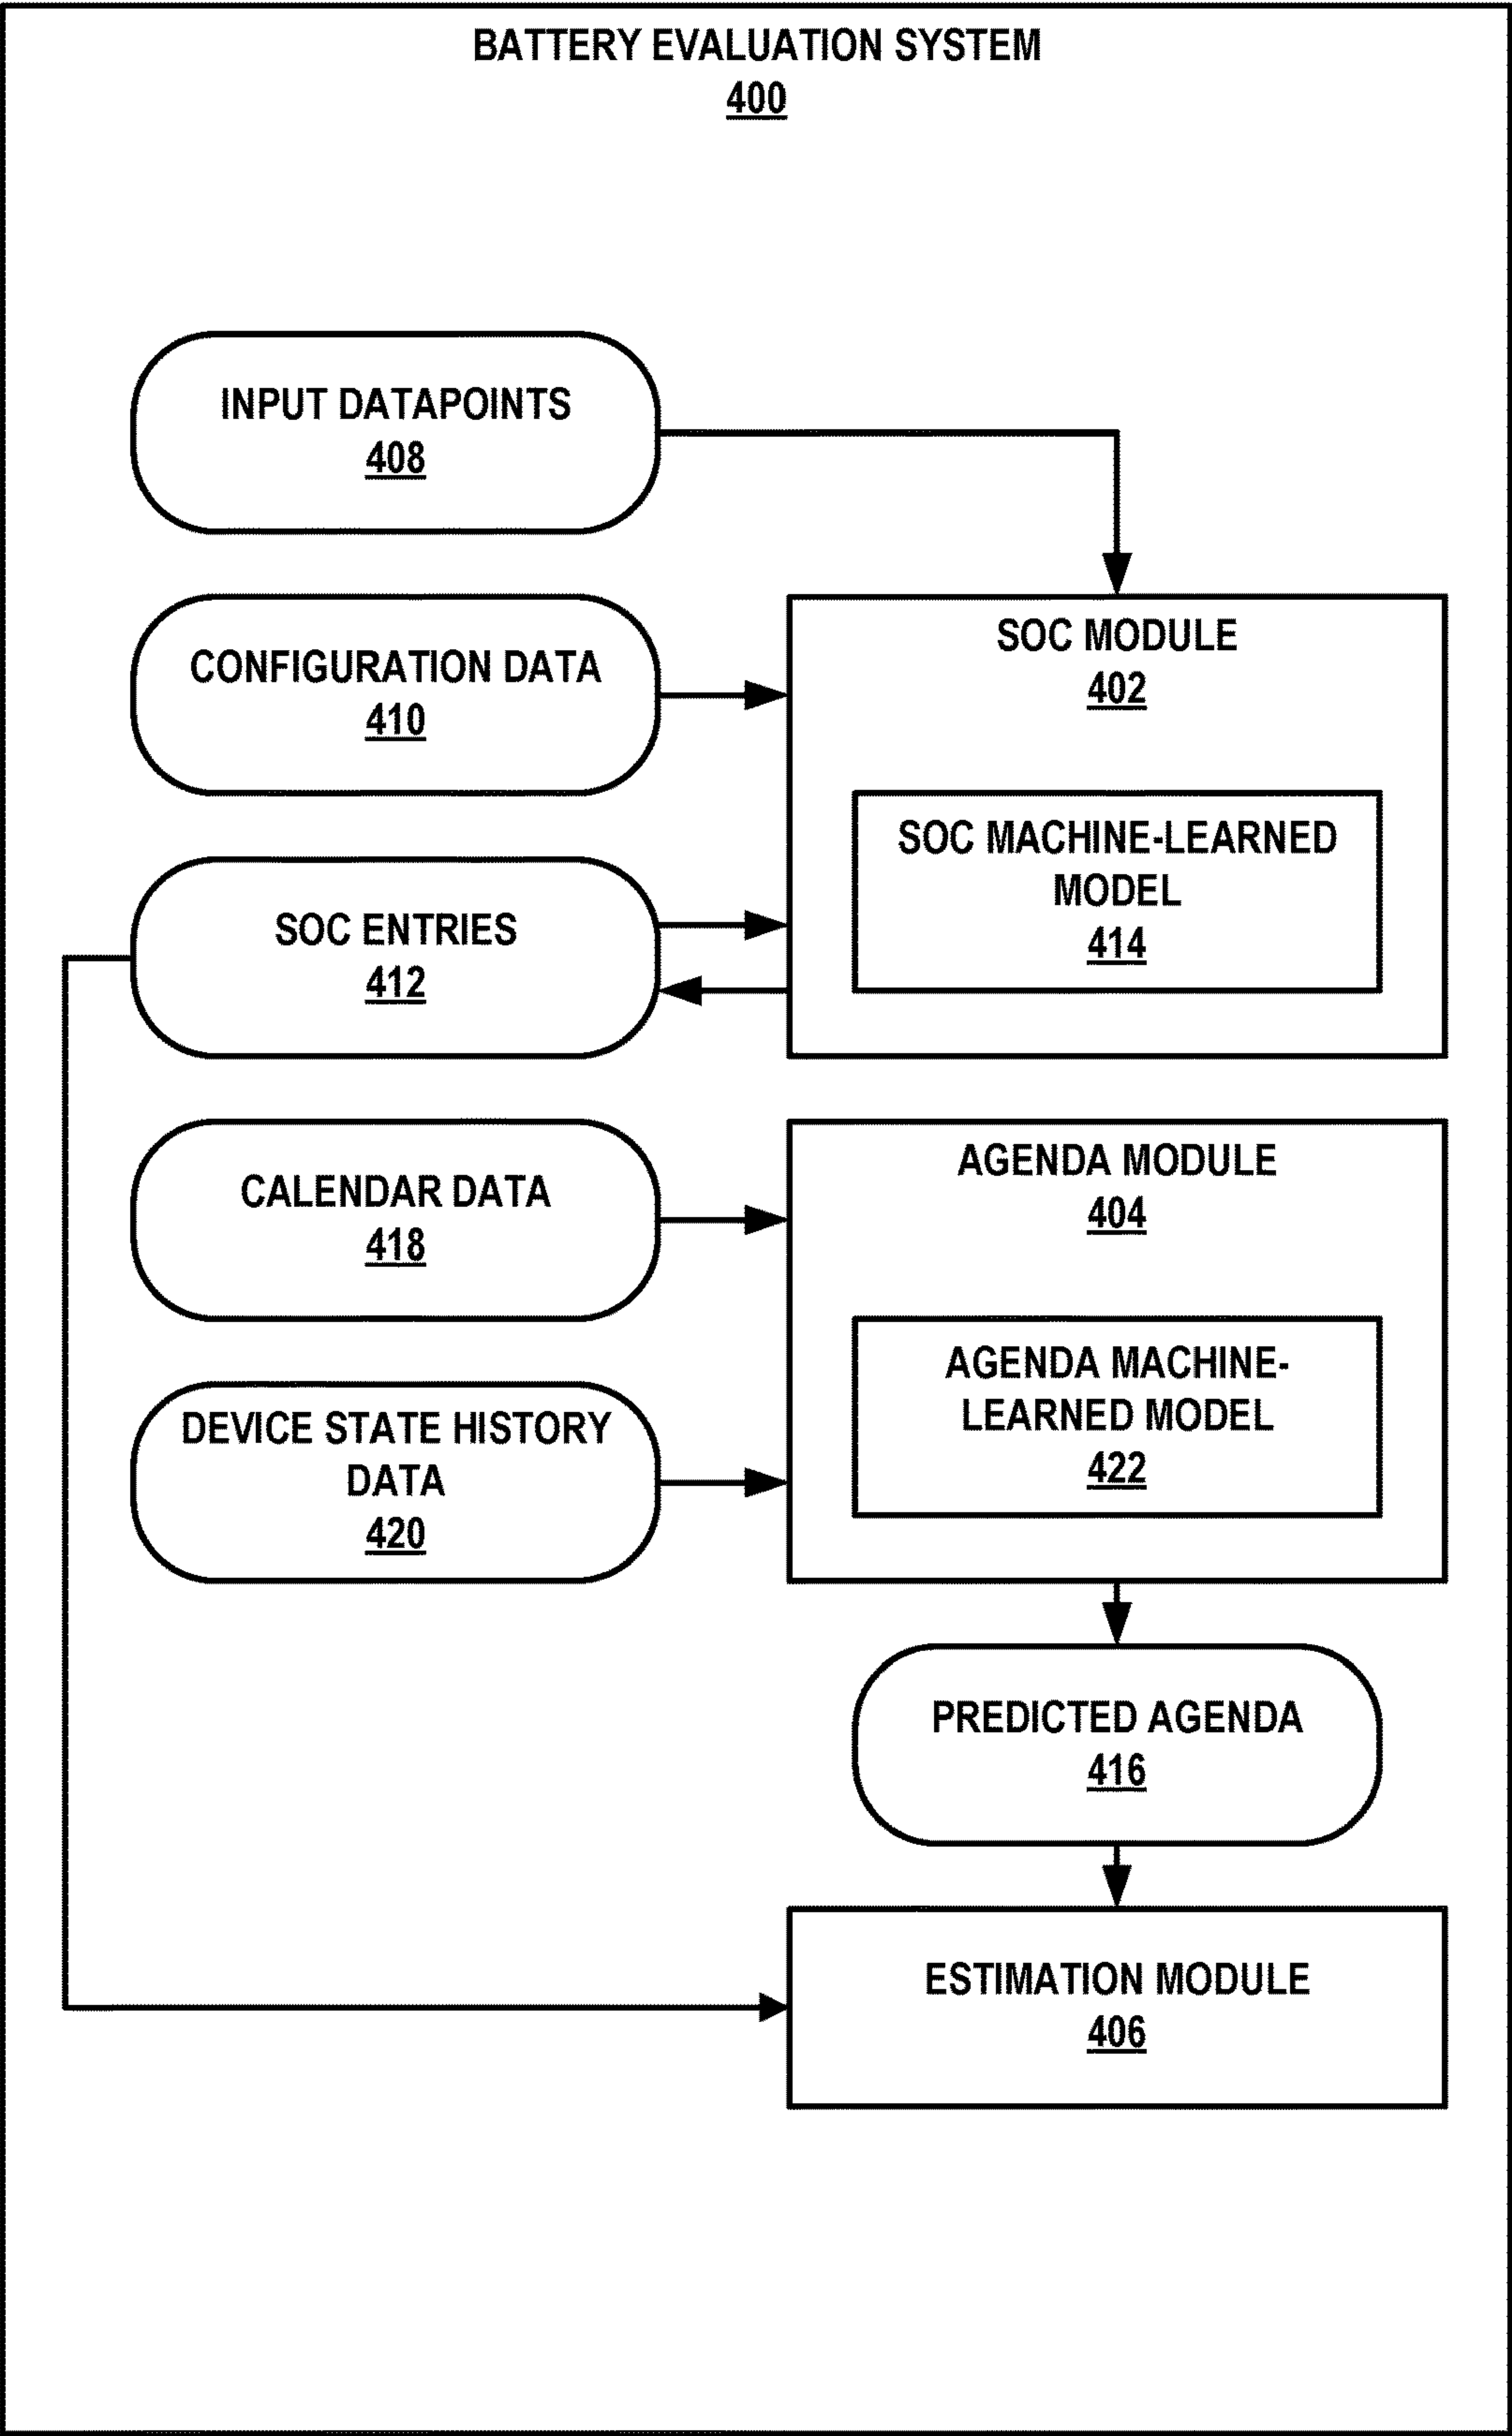 BATTERY EVALUATION SYSTEM
400
INPUT DATAPOINTS
408
CONFIGURATION DATA
410
SOC MODULE
402
SOC MACHINE-LEARNED
MODEL
414
SOC ENTRIES
412
CALENDAR DATA
418
AGENDA MODULE
404
AGENDA MACHINE-
LEARNED MODEL
422
DEVICE STATE HISTORY
DATA
420
PREDICTED AGENDA
416
ESTIMATION MODULE
406